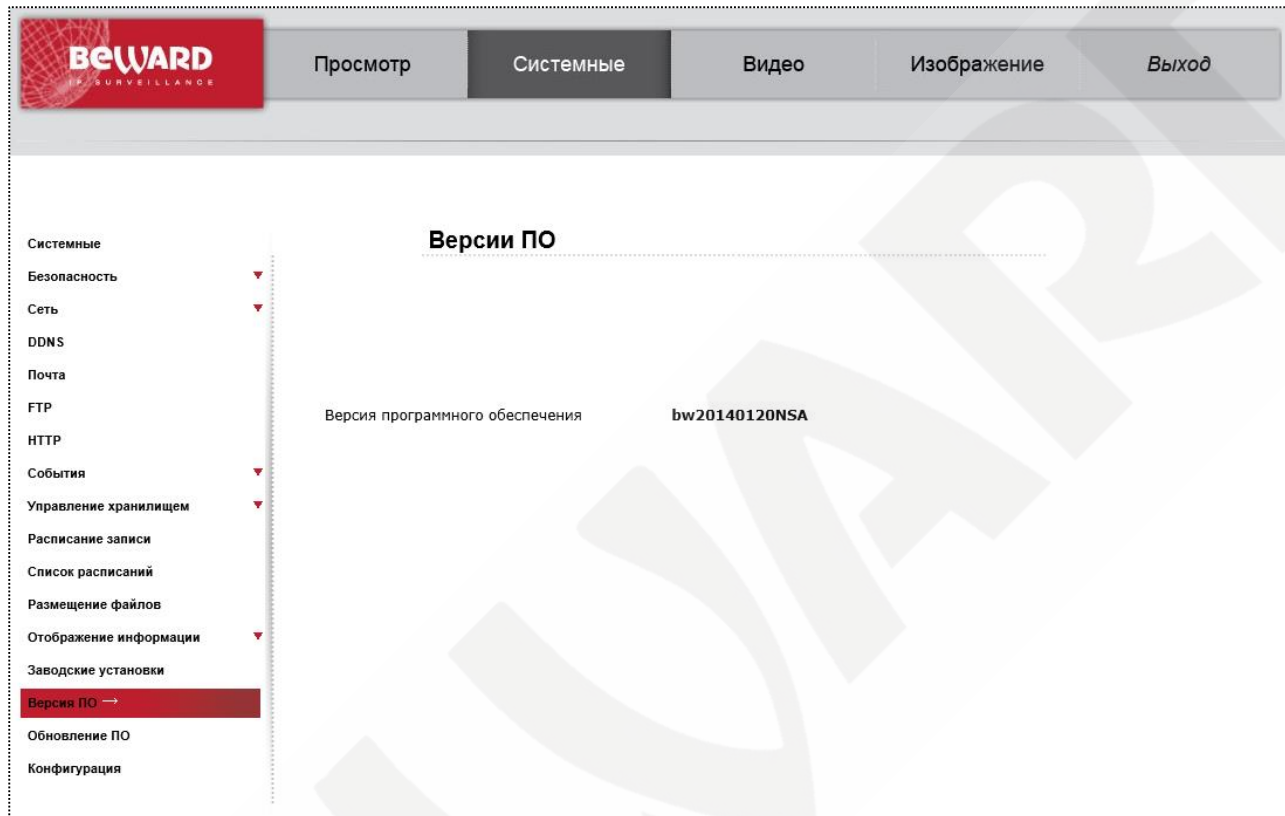 BEWARD
IP SURVEILLANCE
Просмотр
Системные
Видео
Изображение
Выход
Версии ПО
Системные
Безопасность
Сеть
DDNS
Почта
FTP
HTTP
События
Управление хранилищем
Расписание записи
Список расписаний
Размещение файлов
Отображение информации
Заводские установки
Версия ПО →
Обновление ПО
Конфигурация
Версия программного обеспечения bw20140120NSA